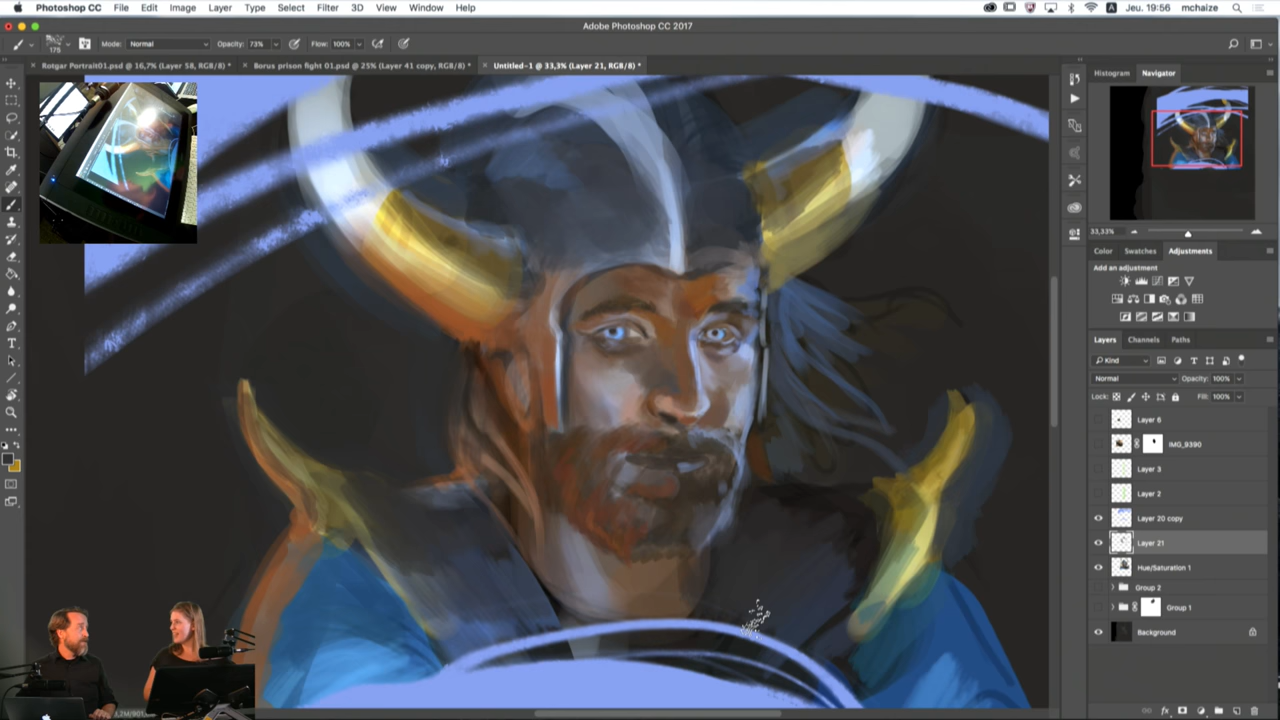 Photoshop CC File Edit Image Layer Type Select Filter 3D View Window Help Jeu. 19:56 mchaize
Adobe Photoshop CC 2017
175 Mode: Normal Opacity: 73% Flow: 100%
Rotgar Portrait01.psd @ 16,7% (Layer 58, RGB/8) * Borus prison fight 01.psd @ 25% (Layer 41 copy, RGB/8) * Untitled-1 @ 33,3% (Layer 21, RGB/8) *
Histogram Navigator
33,33%
Color Swatches Adjustments
Add an adjustment
Layers Channels Paths
Kind
Normal Opacity: 100%
Lock: Fill: 100%
Layer 6
IMG_9390
Layer 3
Layer 2
Layer 20 copy
Layer 21
Hue/Saturation 1
Group 2
Group 1
Background